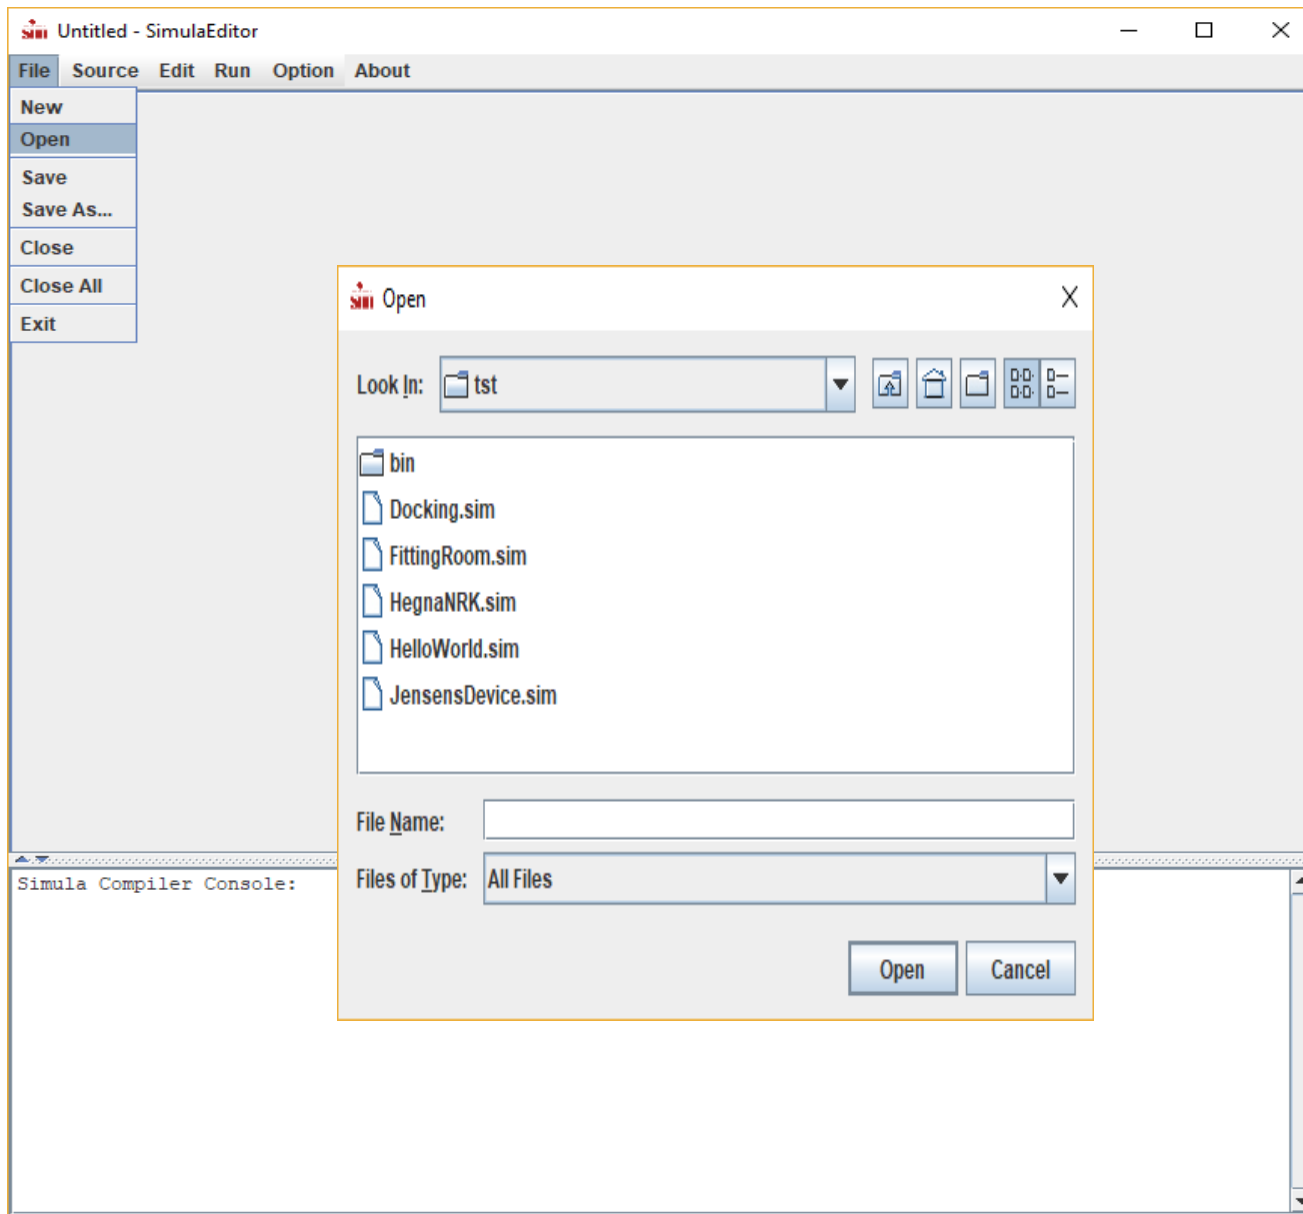 sim Untitled - SimulaEditor
File Source Edit Run Option About
New
Open
Save
Save As...
Close
Close All
Exit
sim Open
Look In: tst
bin
Docking.sim
FittingRoom.sim
HegnaNRK.sim
HelloWorld.sim
JensensDevice.sim
File Name:
Files of Type: All Files
Open Cancel
Simula Compiler Console: